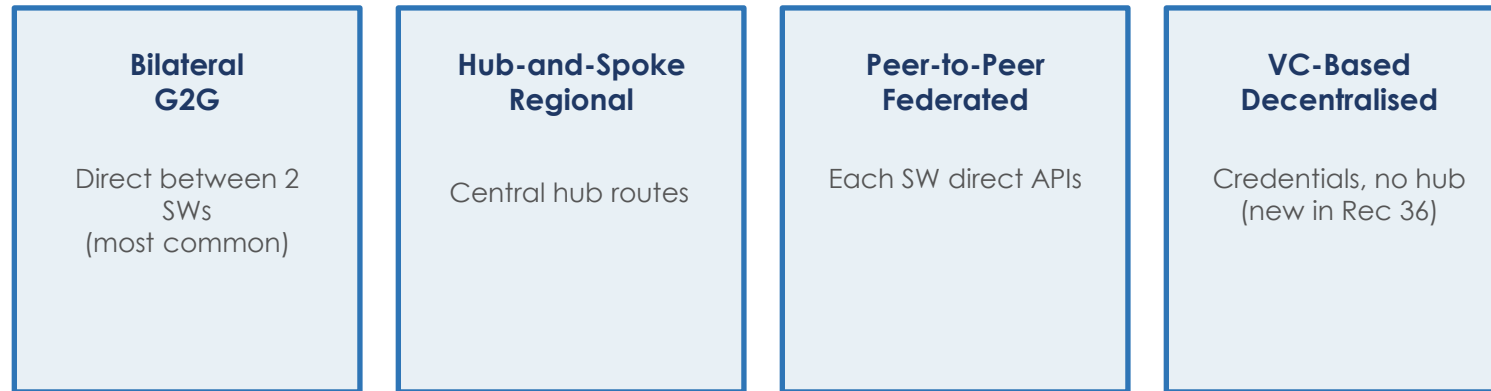 Bilateral
G2G
Direct between 2
SWs
(most common)
Hub-and-Spoke
Regional
Central hub routes
Peer-to-Peer
Federated
Each SW direct APIs
VC-Based
Decentralised
Credentials, no hub
(new in Rec 36)